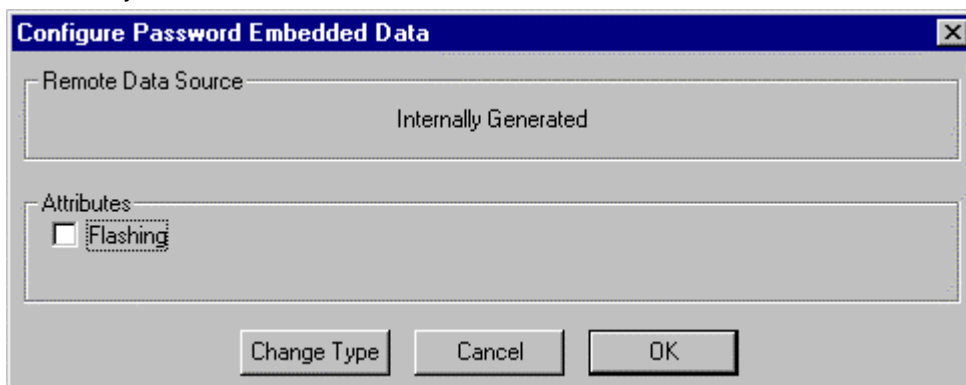 Configure Password Embedded Data
Remote Data Source
Internally Generated
Attributes
Flashing
Change Type Cancel OK